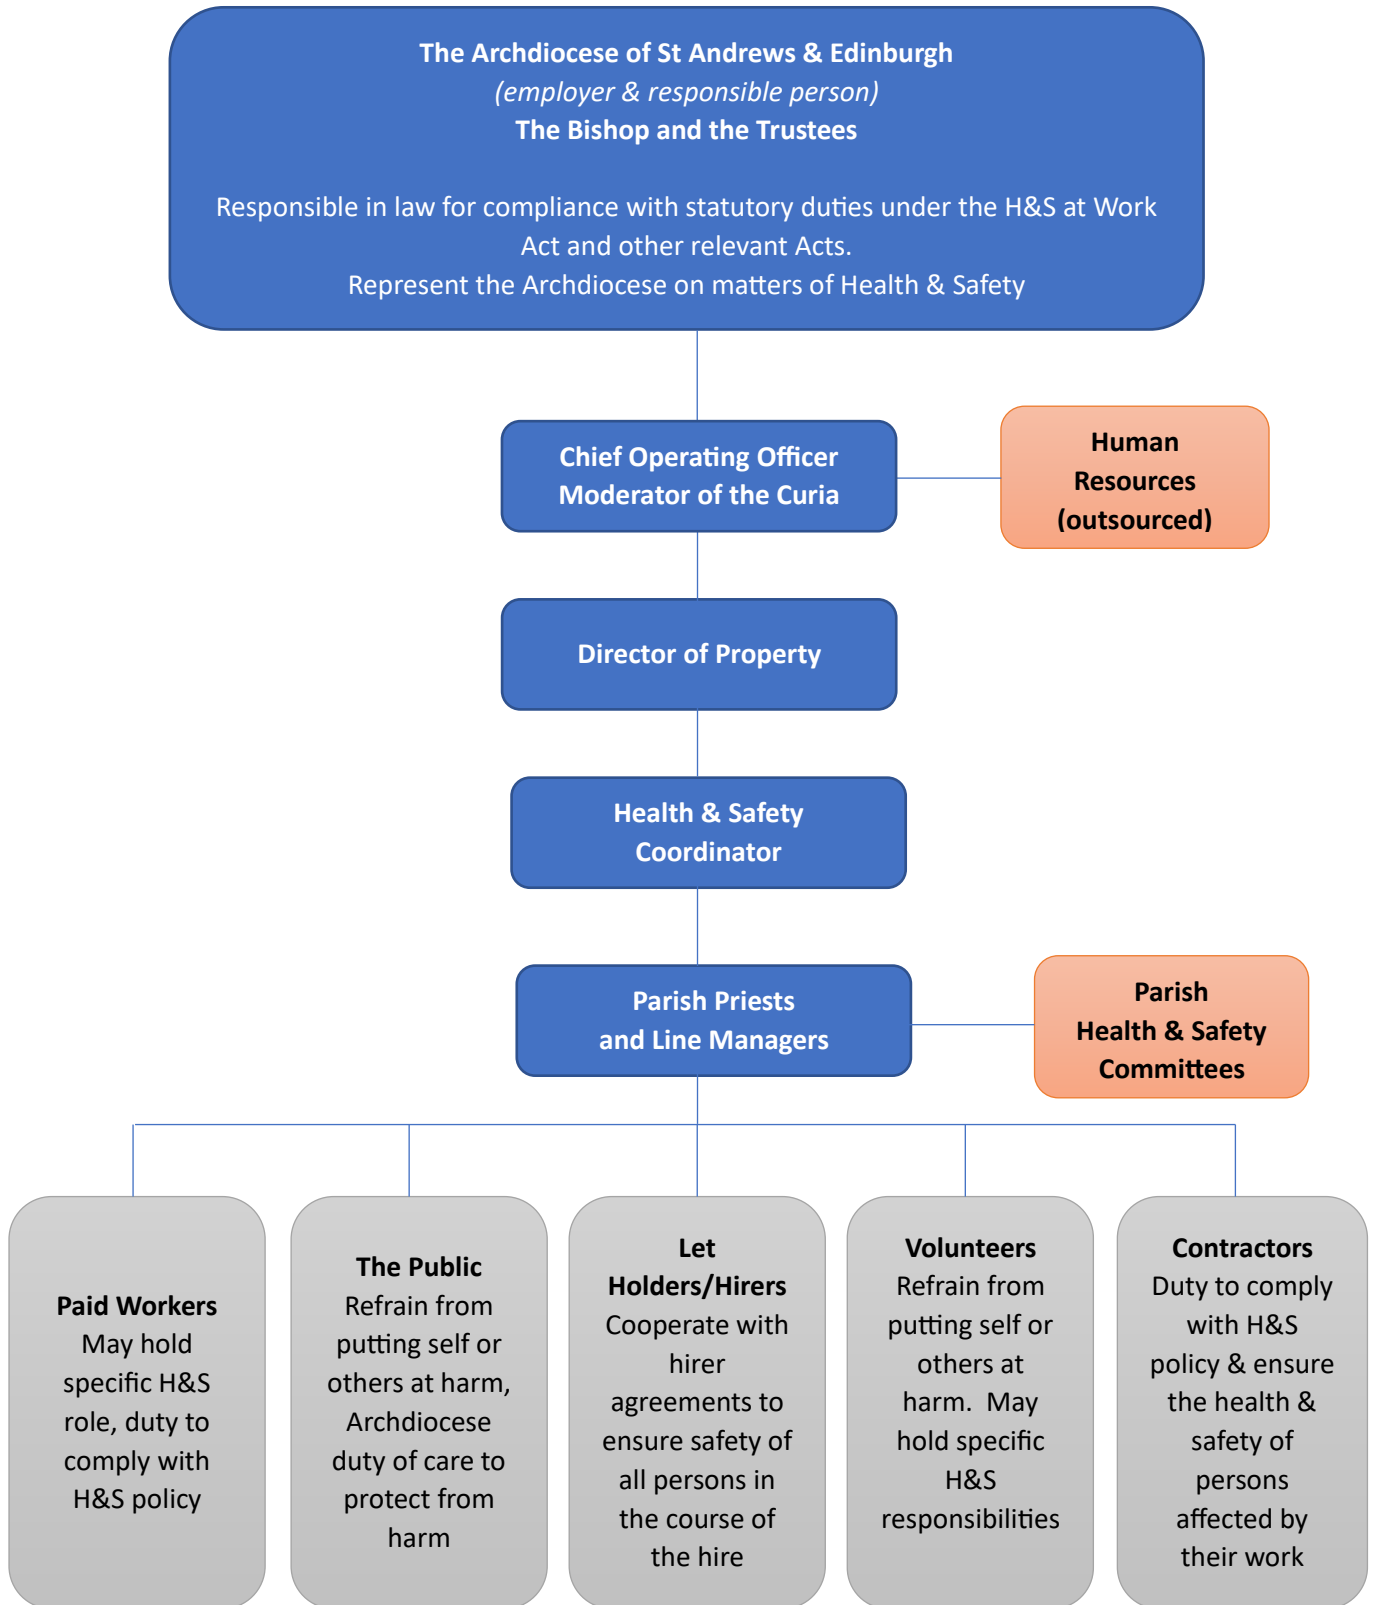 The Archdiocese of St Andrews & Edinburgh
(employer & responsible person)
The Bishop and the Trustees
Responsible in law for compliance with statutory duties under the H&S at Work
Act and other relevant Acts.
Represent the Archdiocese on matters of Health & Safety
Chief Operating Officer
Moderator of the Curia
Human
Resources
(outsourced)
Director of Property
Health & Safety
Coordinator
Parish Priests
and Line Managers
Parish
Health & Safety
Committees
Paid Workers
May hold
specific H&S
role, duty to
comply with
H&S policy
The Public
Refrain from
putting self or
others at harm,
Archdiocese
duty of care to
protect from
harm
Let
Holders/Hirers
Cooperate with
hirer
agreements to
ensure safety of
all persons in
the course of
the hire
Volunteers
Refrain from
putting self or
others at
harm.  May
hold specific
H&S
responsibilities
Contractors
Duty to comply
with H&S
policy & ensure
the health &
safety of
persons
affected by
their work